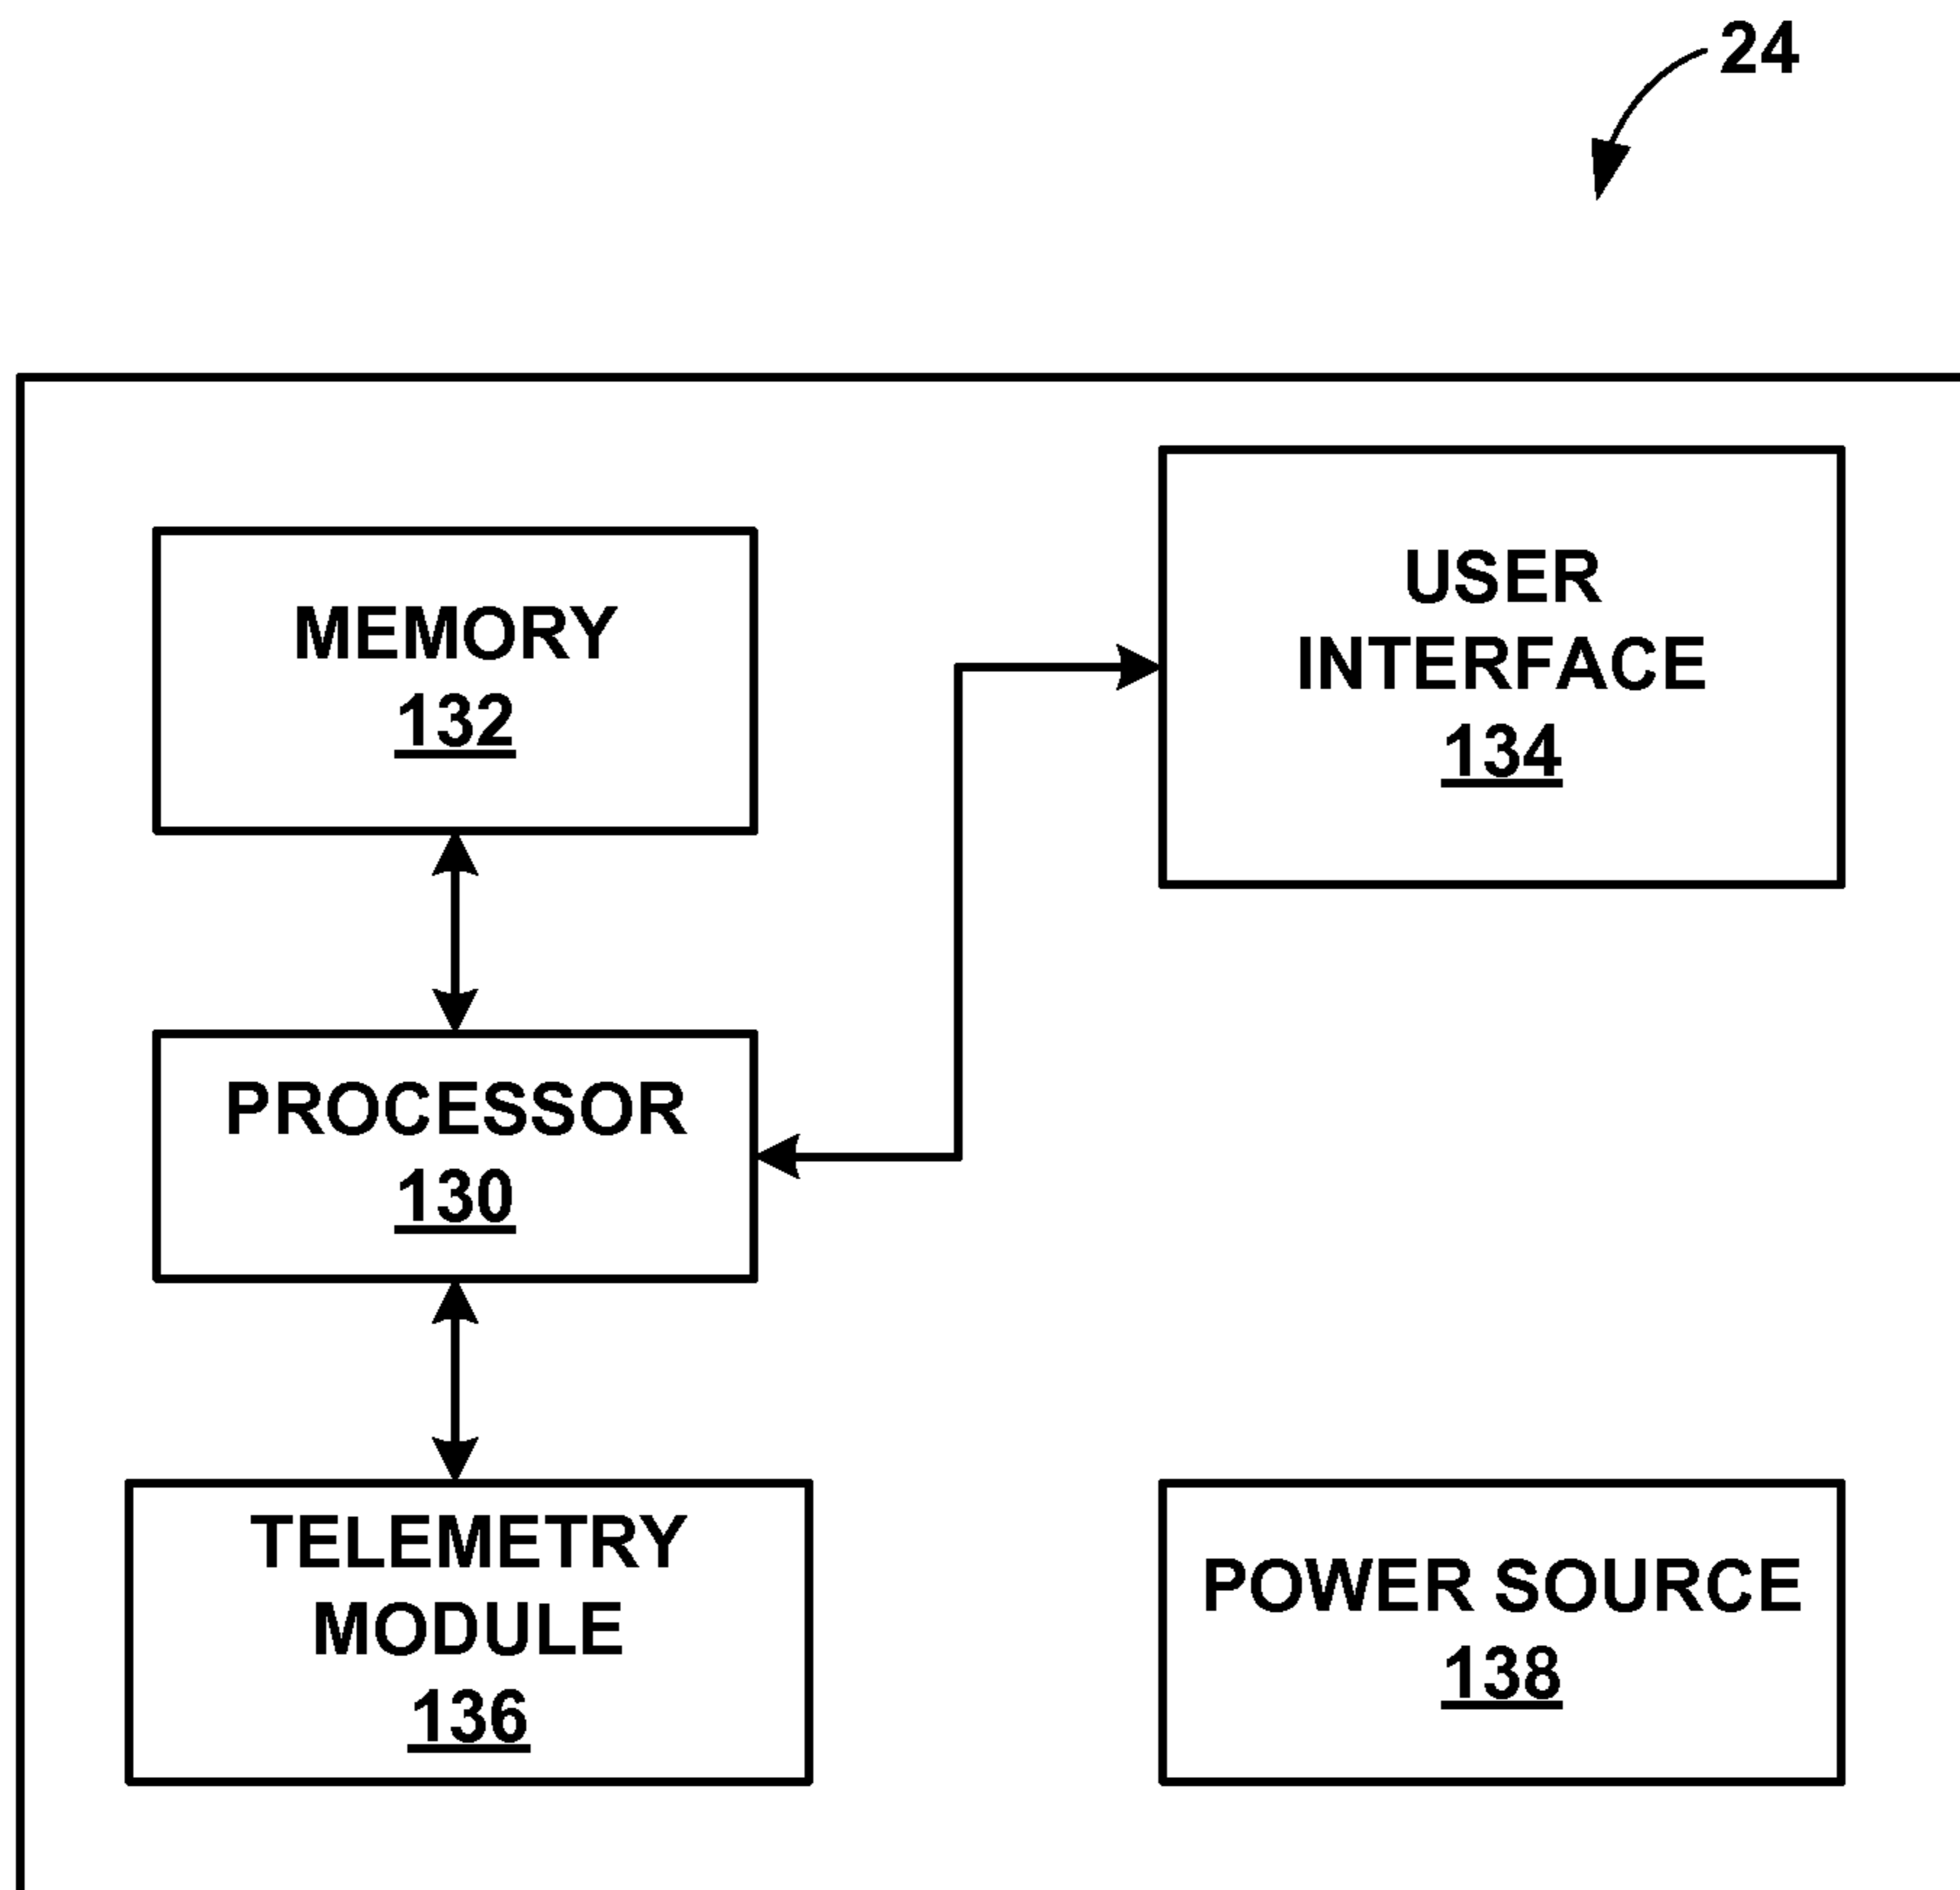 24
MEMORY
132
USER
INTERFACE
134
PROCESSOR
130
TELEMETRY
MODULE
136
POWER SOURCE
138